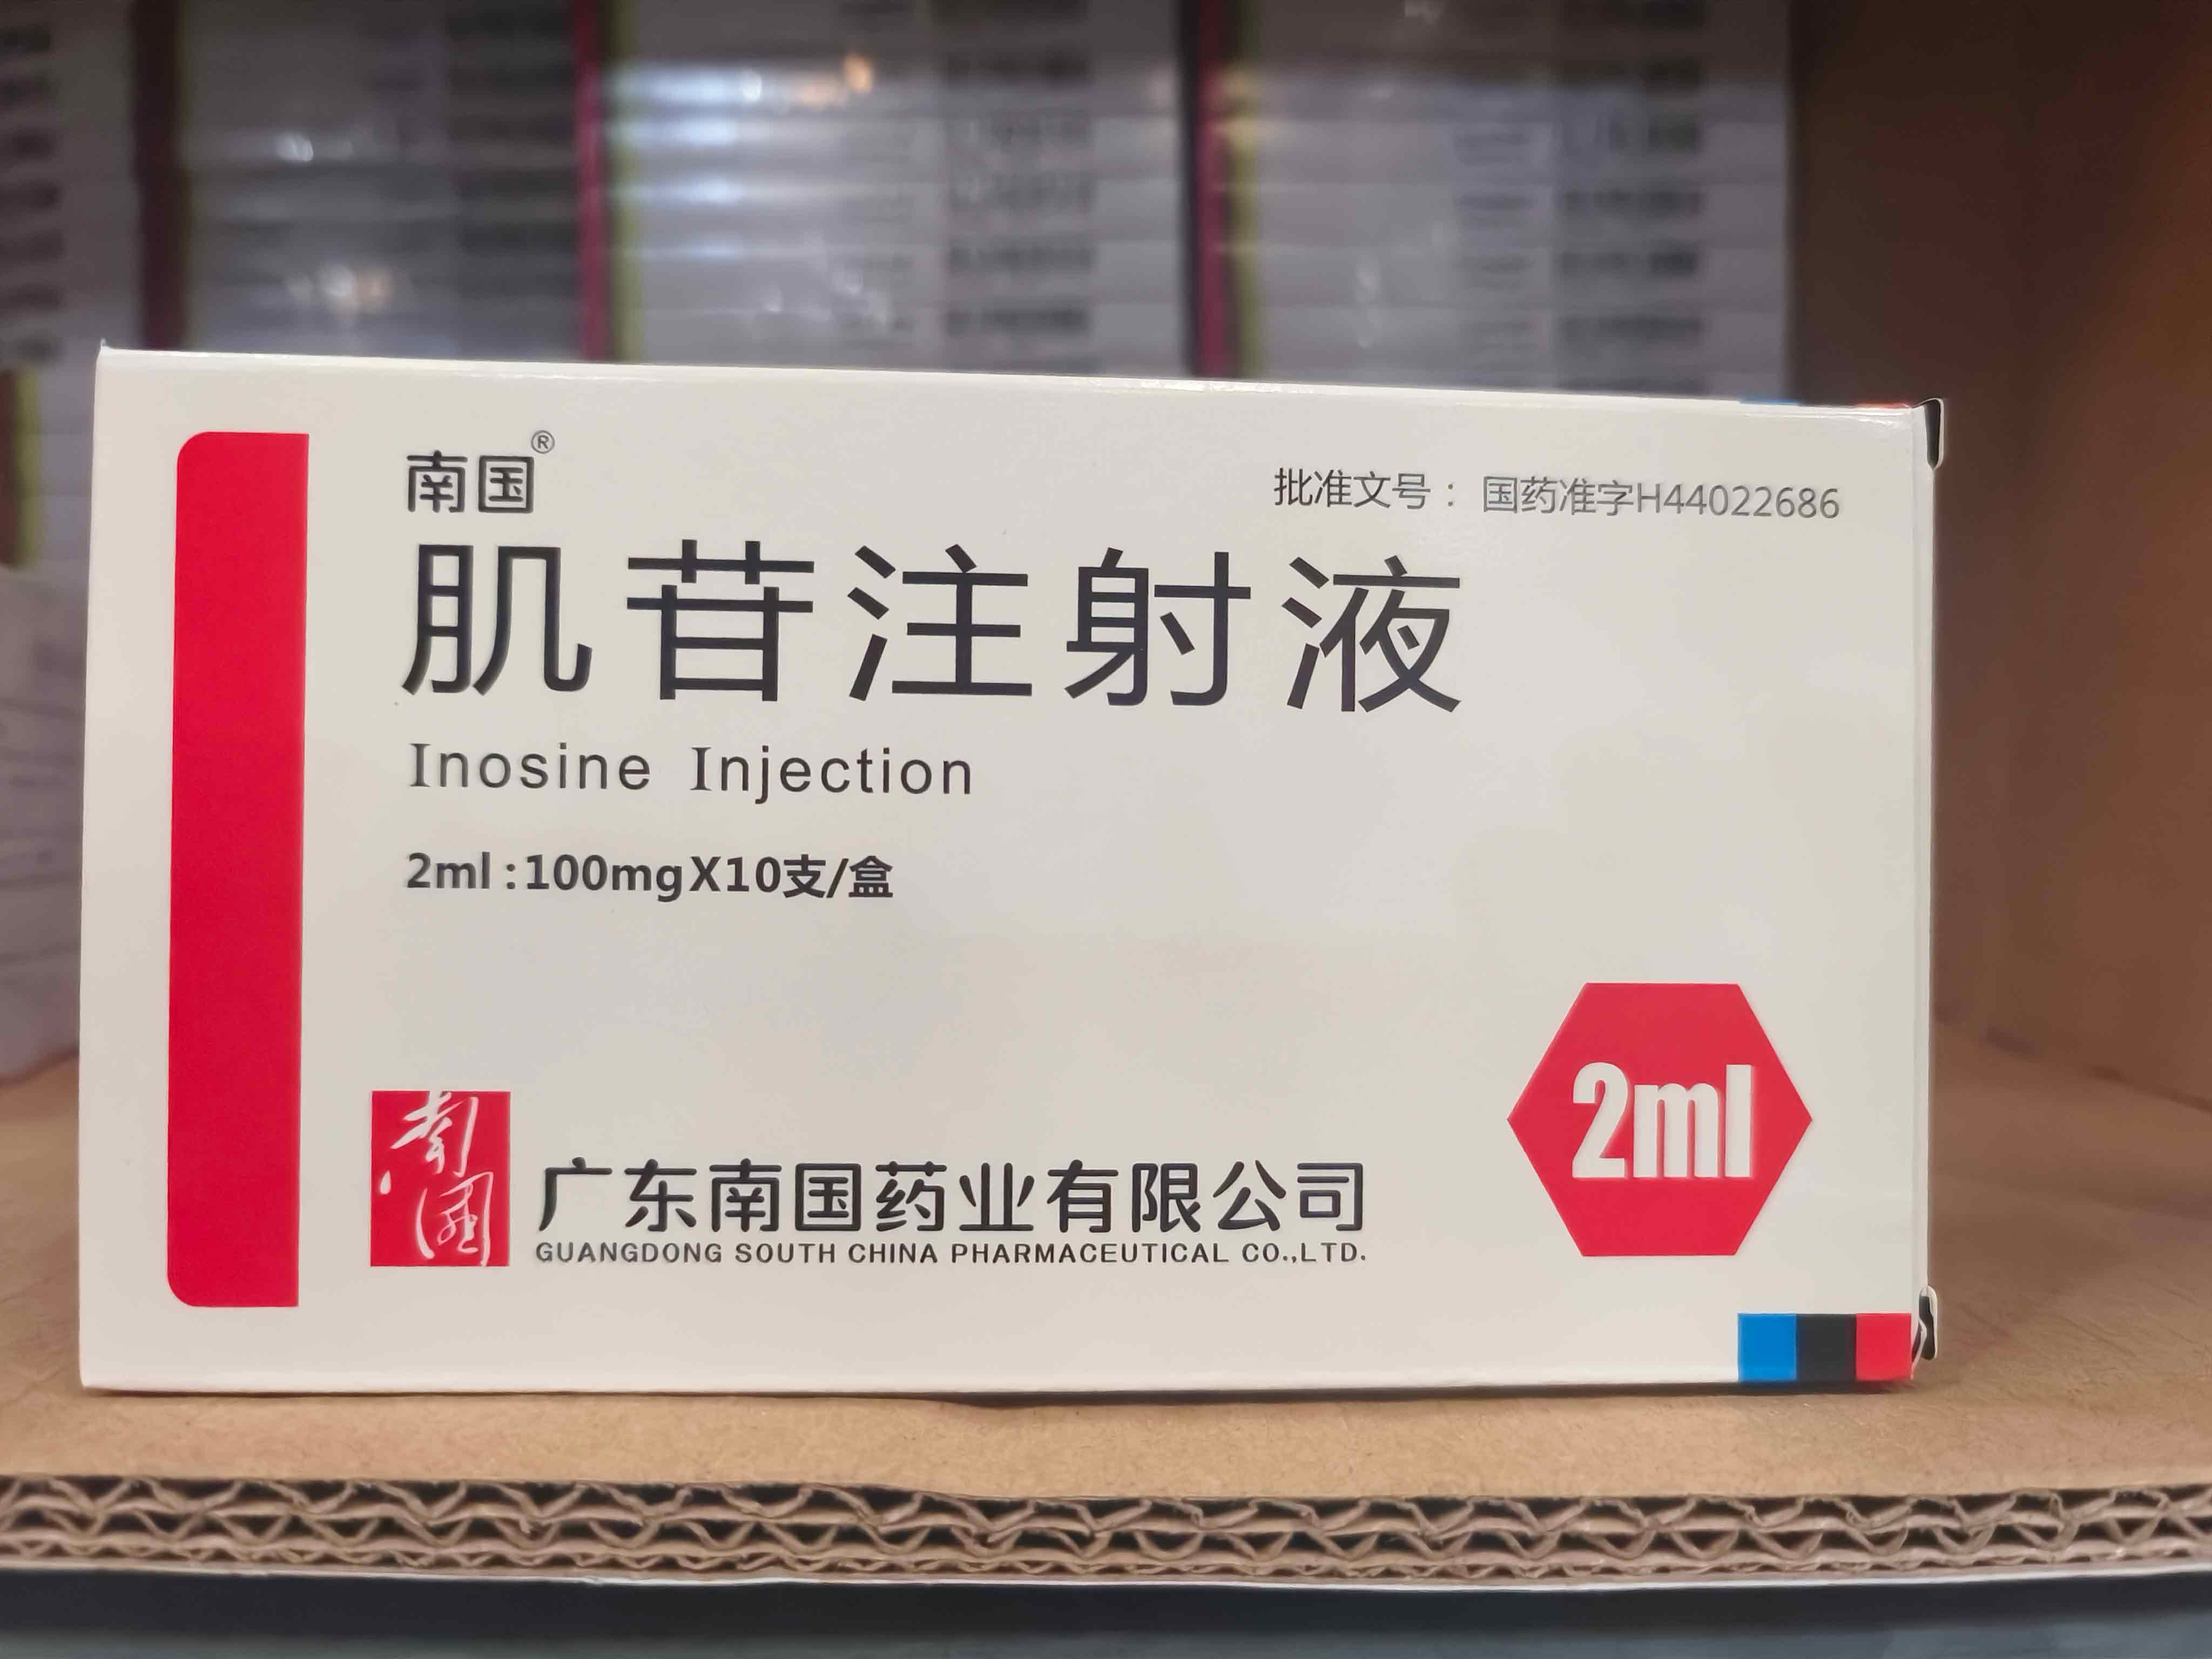 南国®
批准文号： 国药准字H44022686
肌苷注射液
Inosine Injection
2ml:100mgX10支/盒
2ml
南國
广东南国药业有限公司
GUANGDONG SOUTH CHINA PHARMACEUTICAL CO.,LTD.